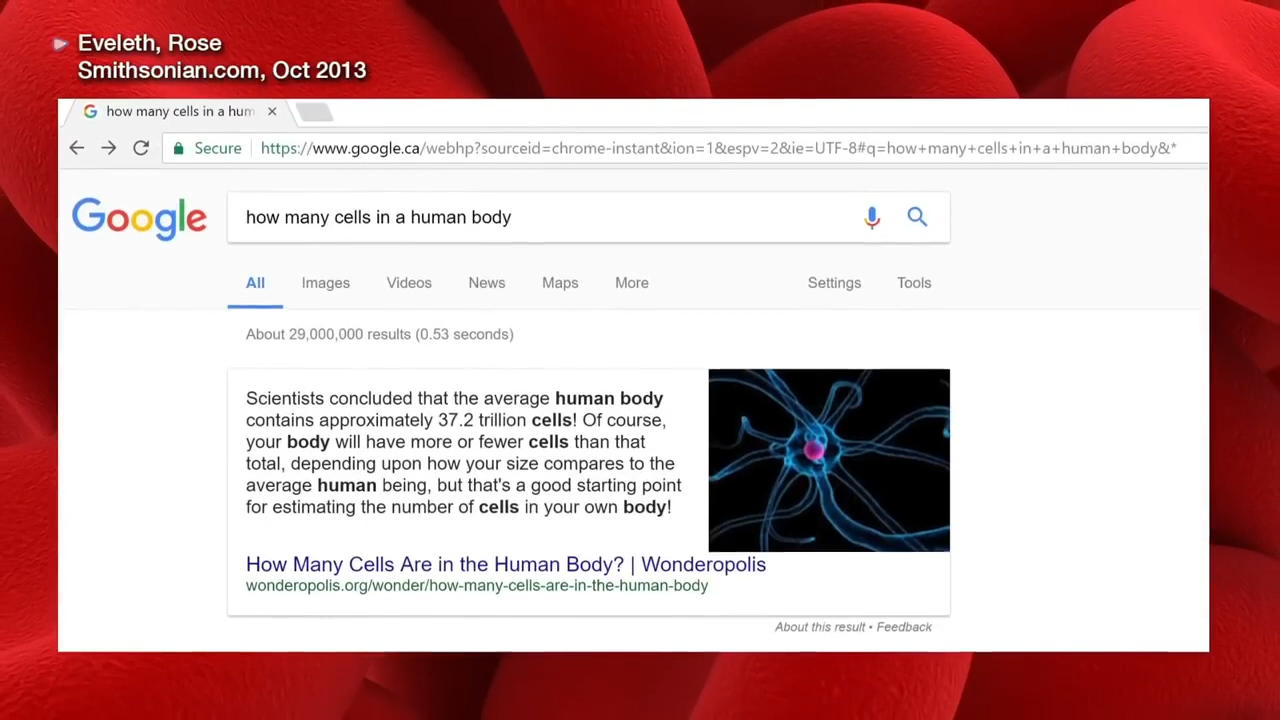 Eveleth, Rose
Smithsonian.com, Oct 2013
how many cells in a hum
Secure https://www.google.ca/webhp?sourceid=chrome-instant&ion=1&espv=2&ie=UTF-8#q=how+many+cells+in+a+human+body&*
Google how many cells in a human body
All Images Videos News Maps More Settings Tools
About 29,000,000 results (0.53 seconds)
Scientists concluded that the average human body
contains approximately 37.2 trillion cells! Of course,
your body will have more or fewer cells than that
total, depending upon how your size compares to the
average human being, but that's a good starting point
for estimating the number of cells in your own body!
How Many Cells Are in the Human Body? | Wonderopolis
wonderopolis.org/wonder/how-many-cells-are-in-the-human-body
About this result • Feedback